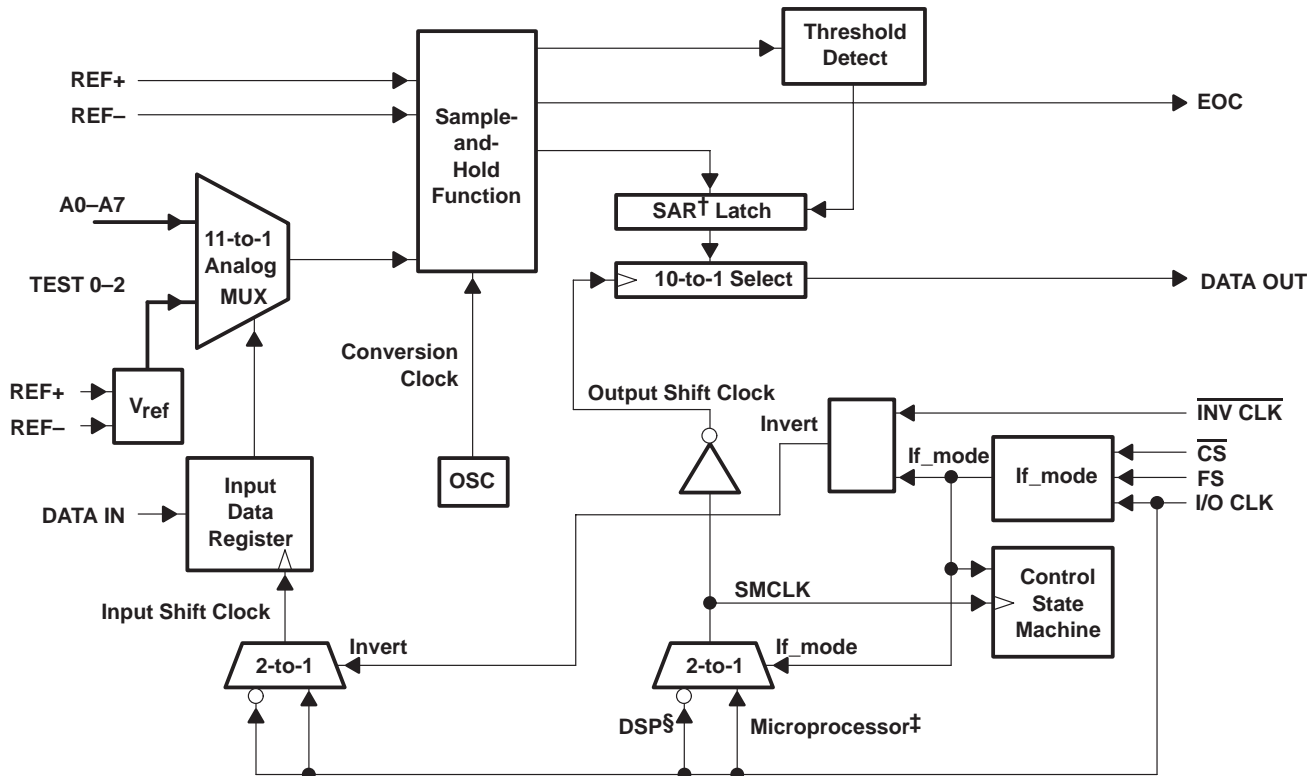 Threshold
Detect
REF+
REF–
EOC
Sample-
and-
Hold
Function
A0–A7
SAR† Latch
11-to-1
Analog
MUX
10-to-1 Select
DATA OUT
TEST 0–2
Conversion
Clock
REF+
REF–
Vref
Output Shift Clock
Invert
INV CLK
CS
If_mode
If_mode
FS
I/O CLK
OSC
Input
Data
Register
DATA IN
Control
State
Machine
SMCLK
Input Shift Clock
Invert
If_mode
2-to-1
2-to-1
DSP§
Microprocessor‡